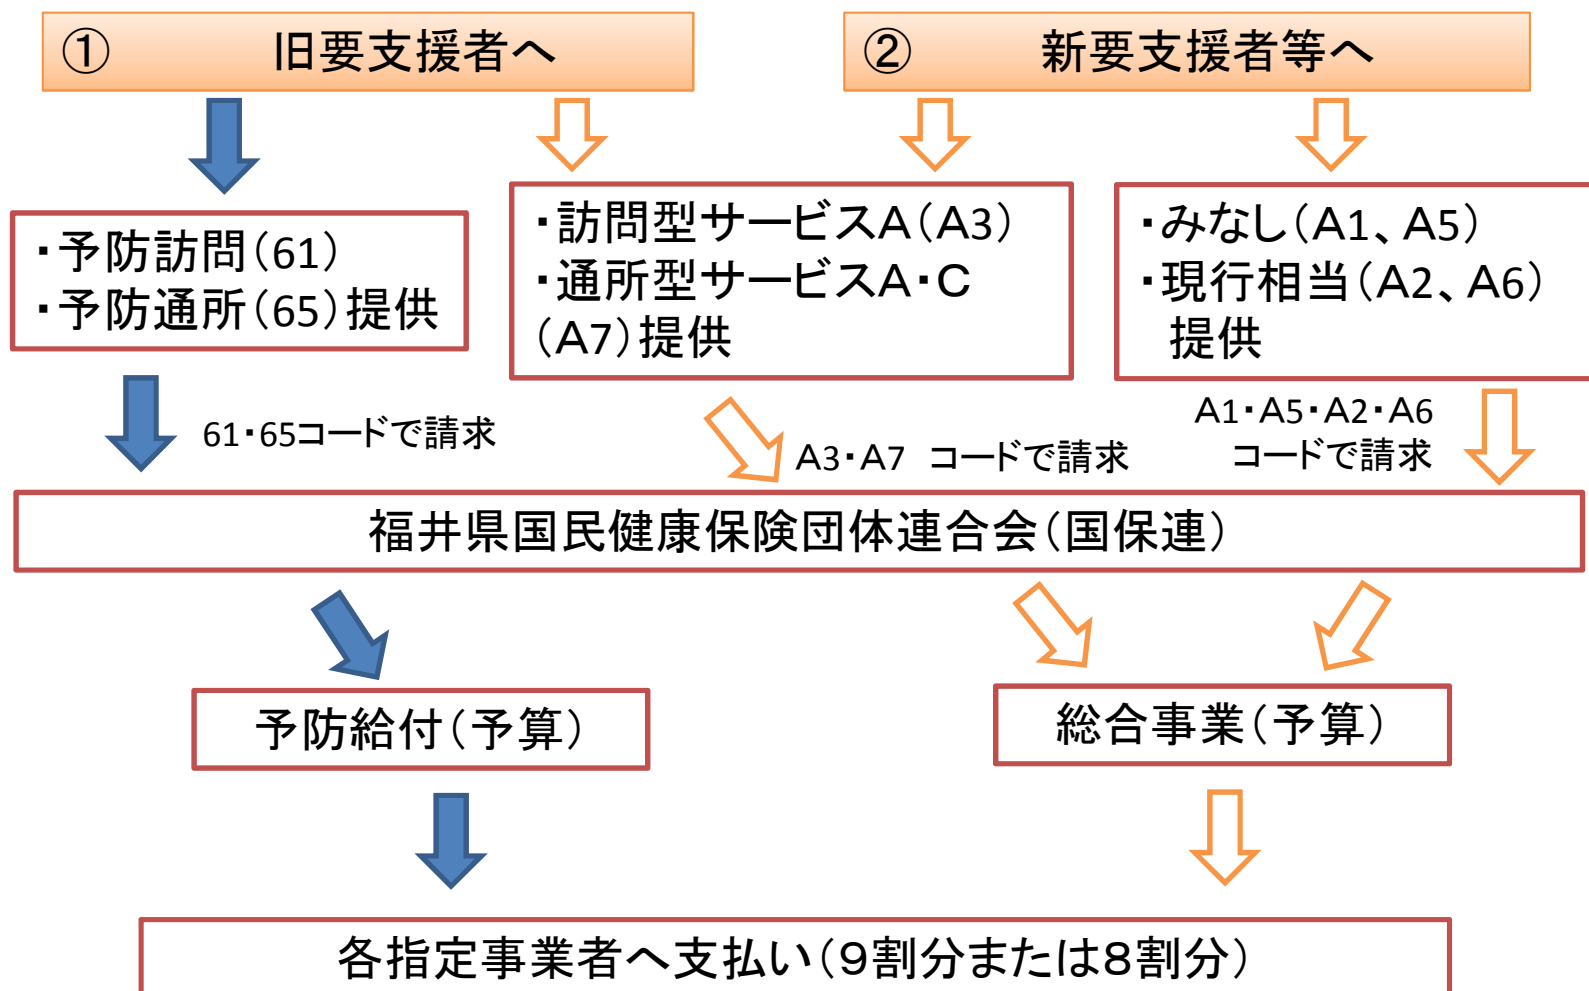 ① 旧要支援者へ
② 新要支援者等へ
・予防訪問(61)
・予防通所(65)提供
・訪問型サービスA(A3)
・通所型サービスA・C
(A7)提供
・みなし(A1、A5)
・現行相当(A2、A6)
提供
61・65コードで請求
A3・A7 コードで請求
A1・A5・A2・A6
コードで請求
福井県国民健康保険団体連合会(国保連)
予防給付(予算)
総合事業(予算)
各指定事業者へ支払い(9割分または8割分)